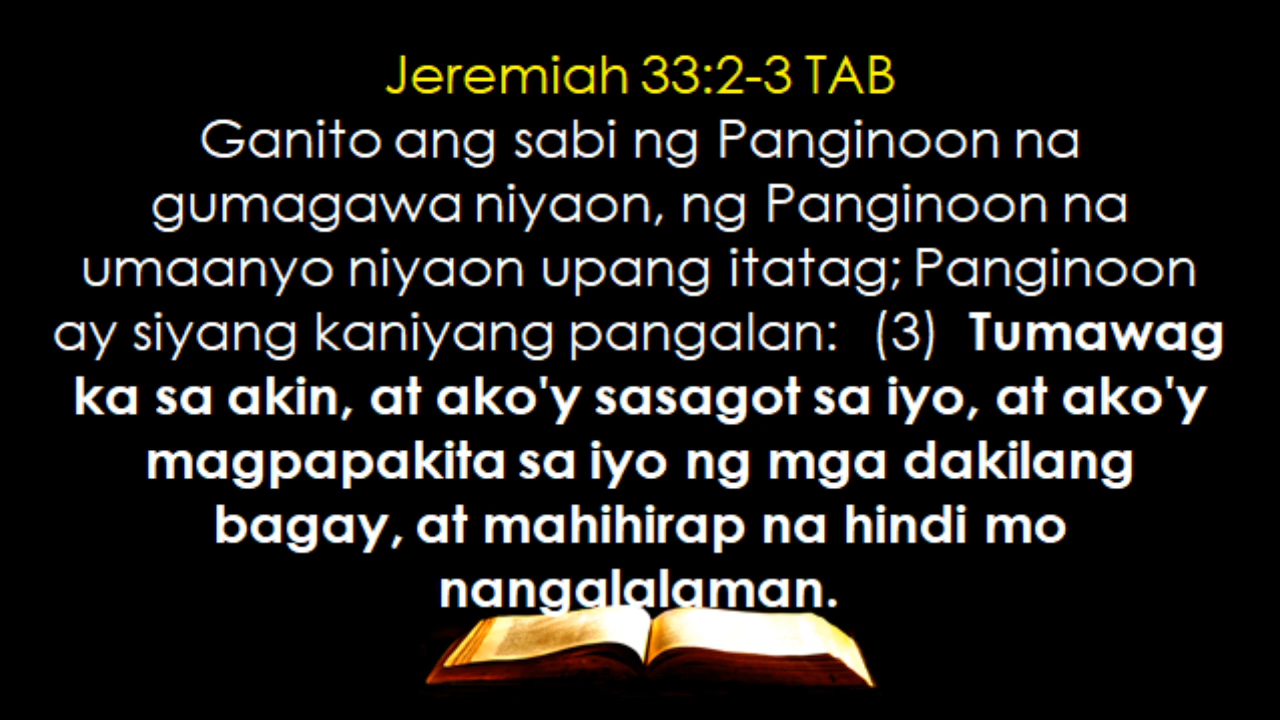 Jeremiah 33:2-3 TAB
Ganito ang sabi ng Panginoon na
gumagawa niyaon, ng Panginoon na
umaanyo niyaon upang itatag; Panginoon
ay siyang kaniyang pangalan: (3) Tumawag
ka sa akin, at ako'y sasagot sa iyo, at ako'y
magpapakita sa iyo ng mga dakilang
bagay, at mahihirap na hindi mo
nangalalaman.